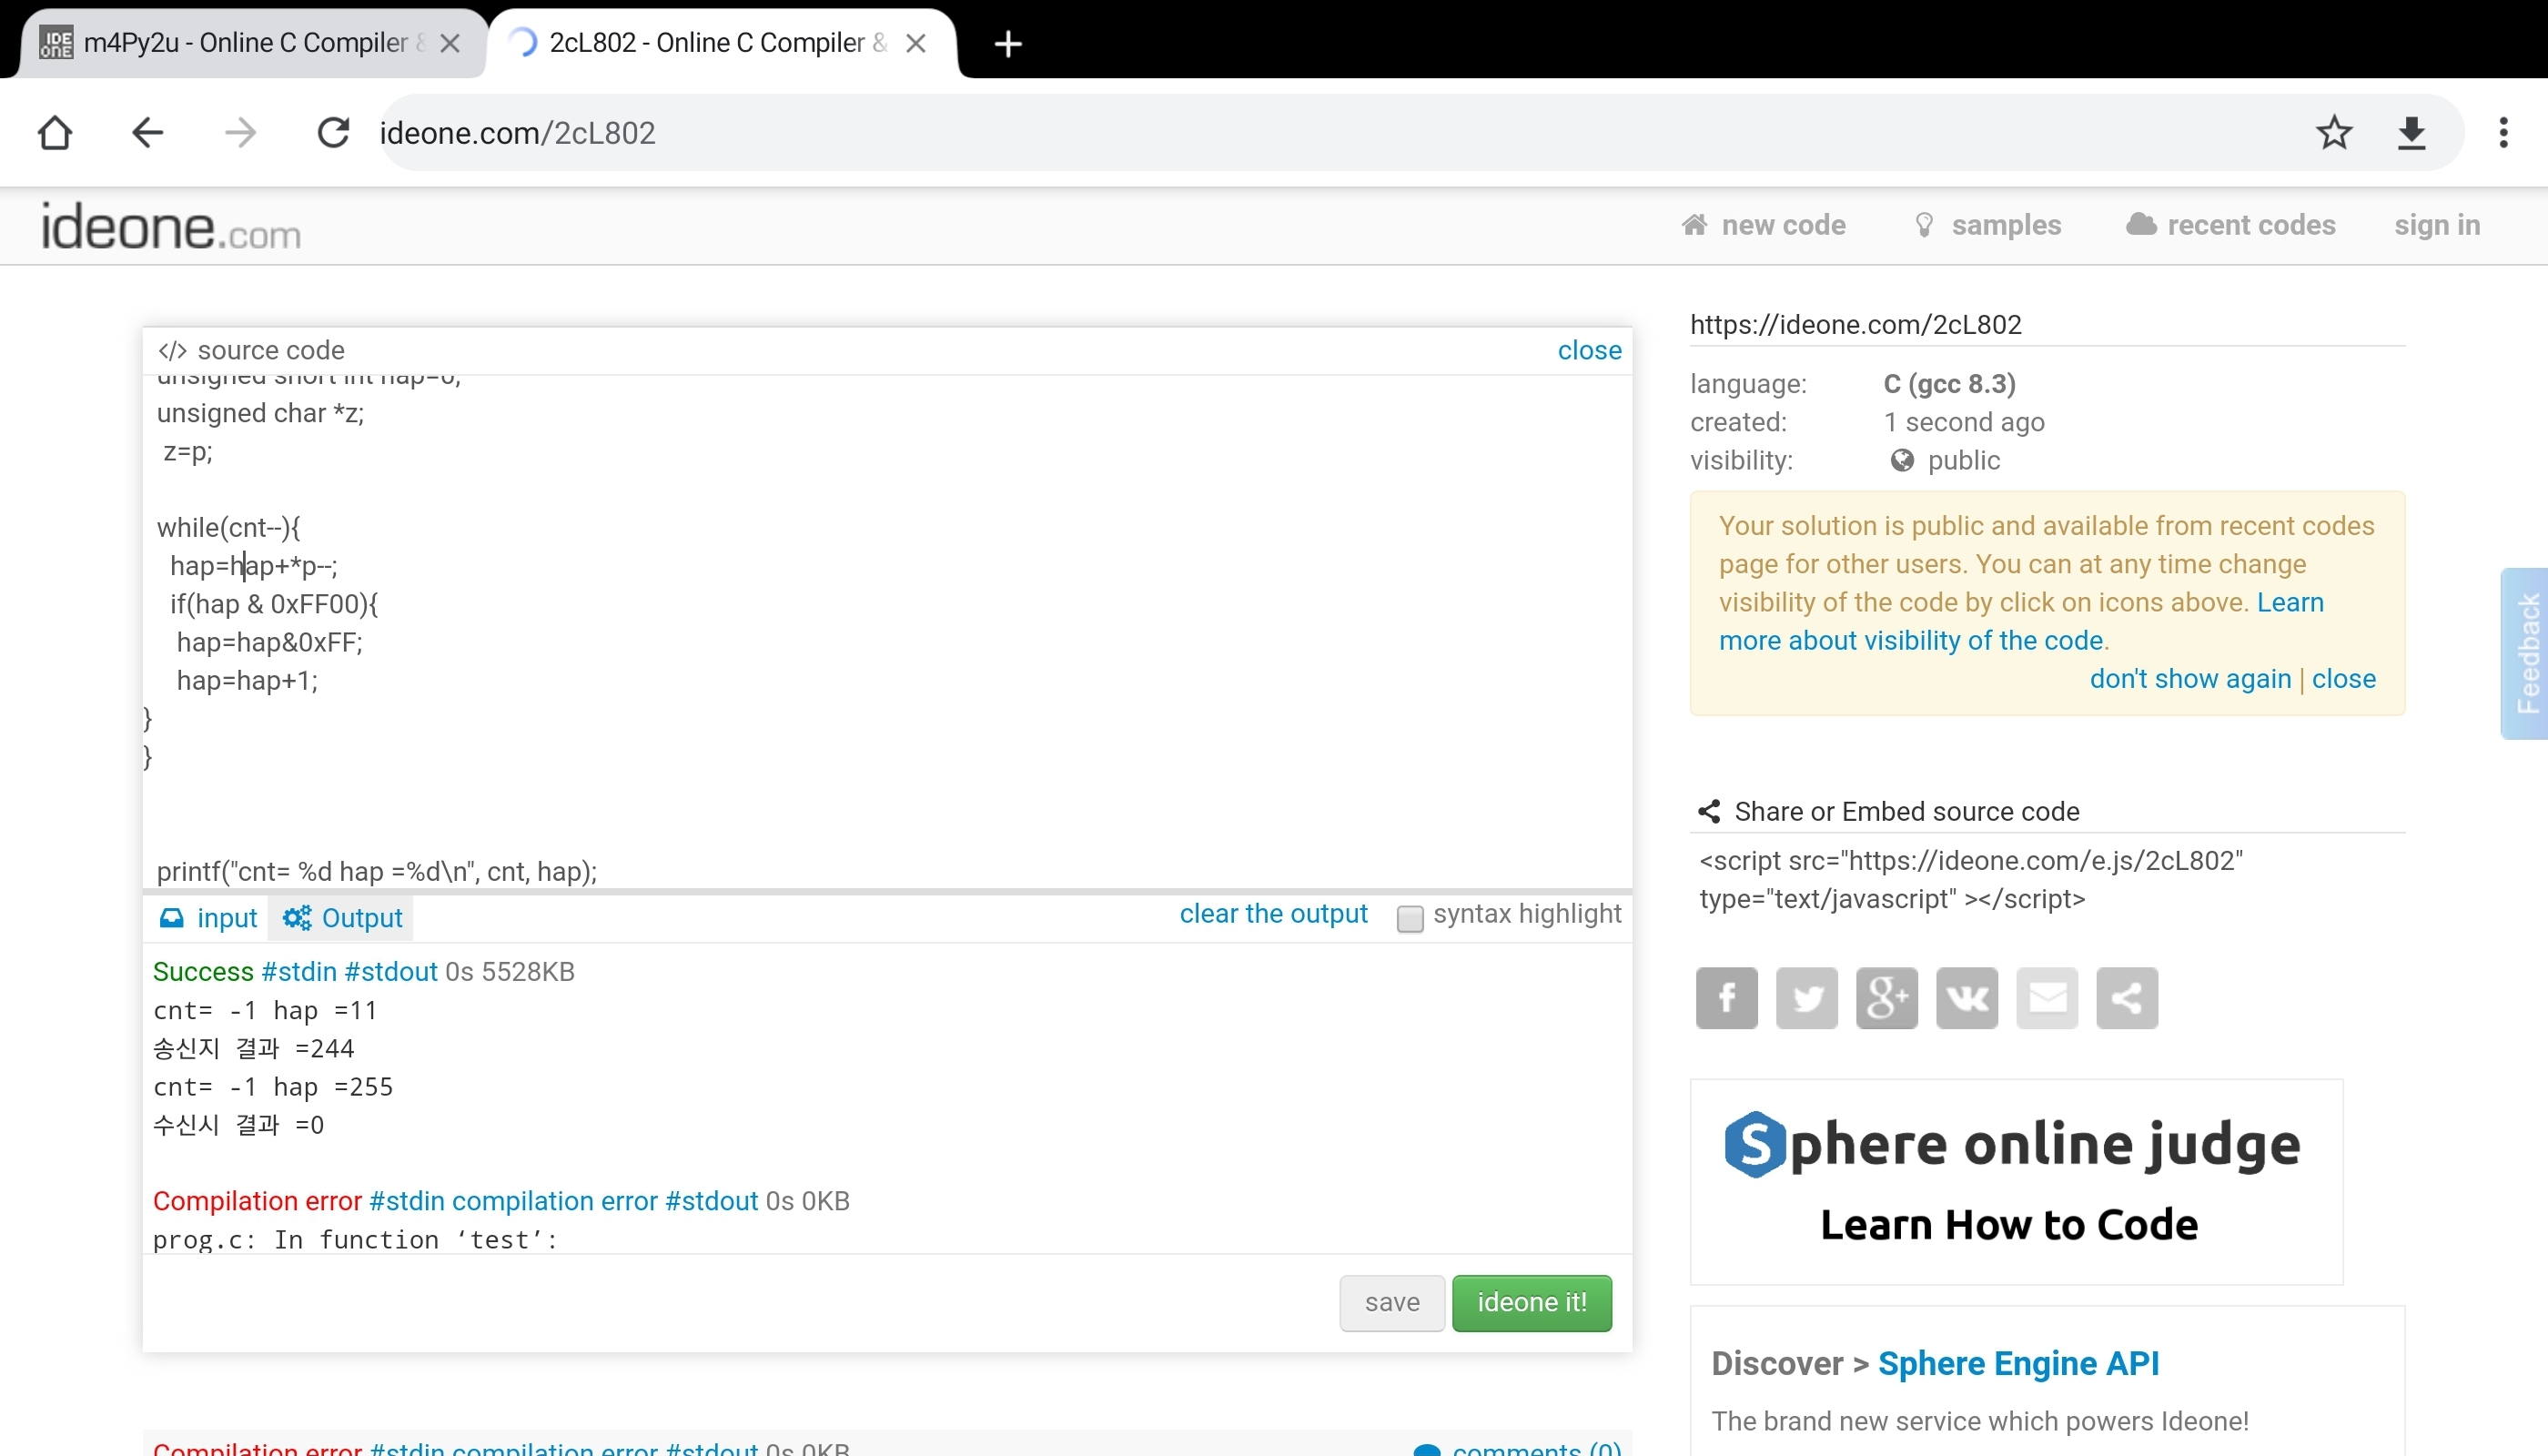 m4Py2u - Online C Compiler &
2cL802 - Online C Compiler &
ideone.com/2cL802
ideone.com
new code
samples
recent codes
sign in
</> source code
close
unsigned short int hap=0;
unsigned char *z;
z=p;
while(cnt--){
hap=hap+*p--;
if(hap & 0xFF00){
hap=hap&0xFF;
hap=hap+1;
}
}
printf("cnt= %d hap =%d\n", cnt, hap);
input
Output
clear the output
syntax highlight
Success #stdin #stdout 0s 5528KB
cnt= -1 hap =11
송신지 결과 =244
cnt= -1 hap =255
수신시 결과 =0
Compilation error #stdin compilation error #stdout 0s 0KB
prog.c: In function ‘test’:
save
ideone it!
Compilation error #stdin compilation error #stdout 0s 0KB
comments (0)
https://ideone.com/2cL802
language: C (gcc 8.3)
created: 1 second ago
visibility: public
Your solution is public and available from recent codes
page for other users. You can at any time change
visibility of the code by click on icons above. Learn
more about visibility of the code.
don't show again | close
Share or Embed source code
<script src="https://ideone.com/e.js/2cL802"
type="text/javascript" ></script>
Sphere online judge
Learn How to Code
Discover > Sphere Engine API
The brand new service which powers Ideone!
Feedback